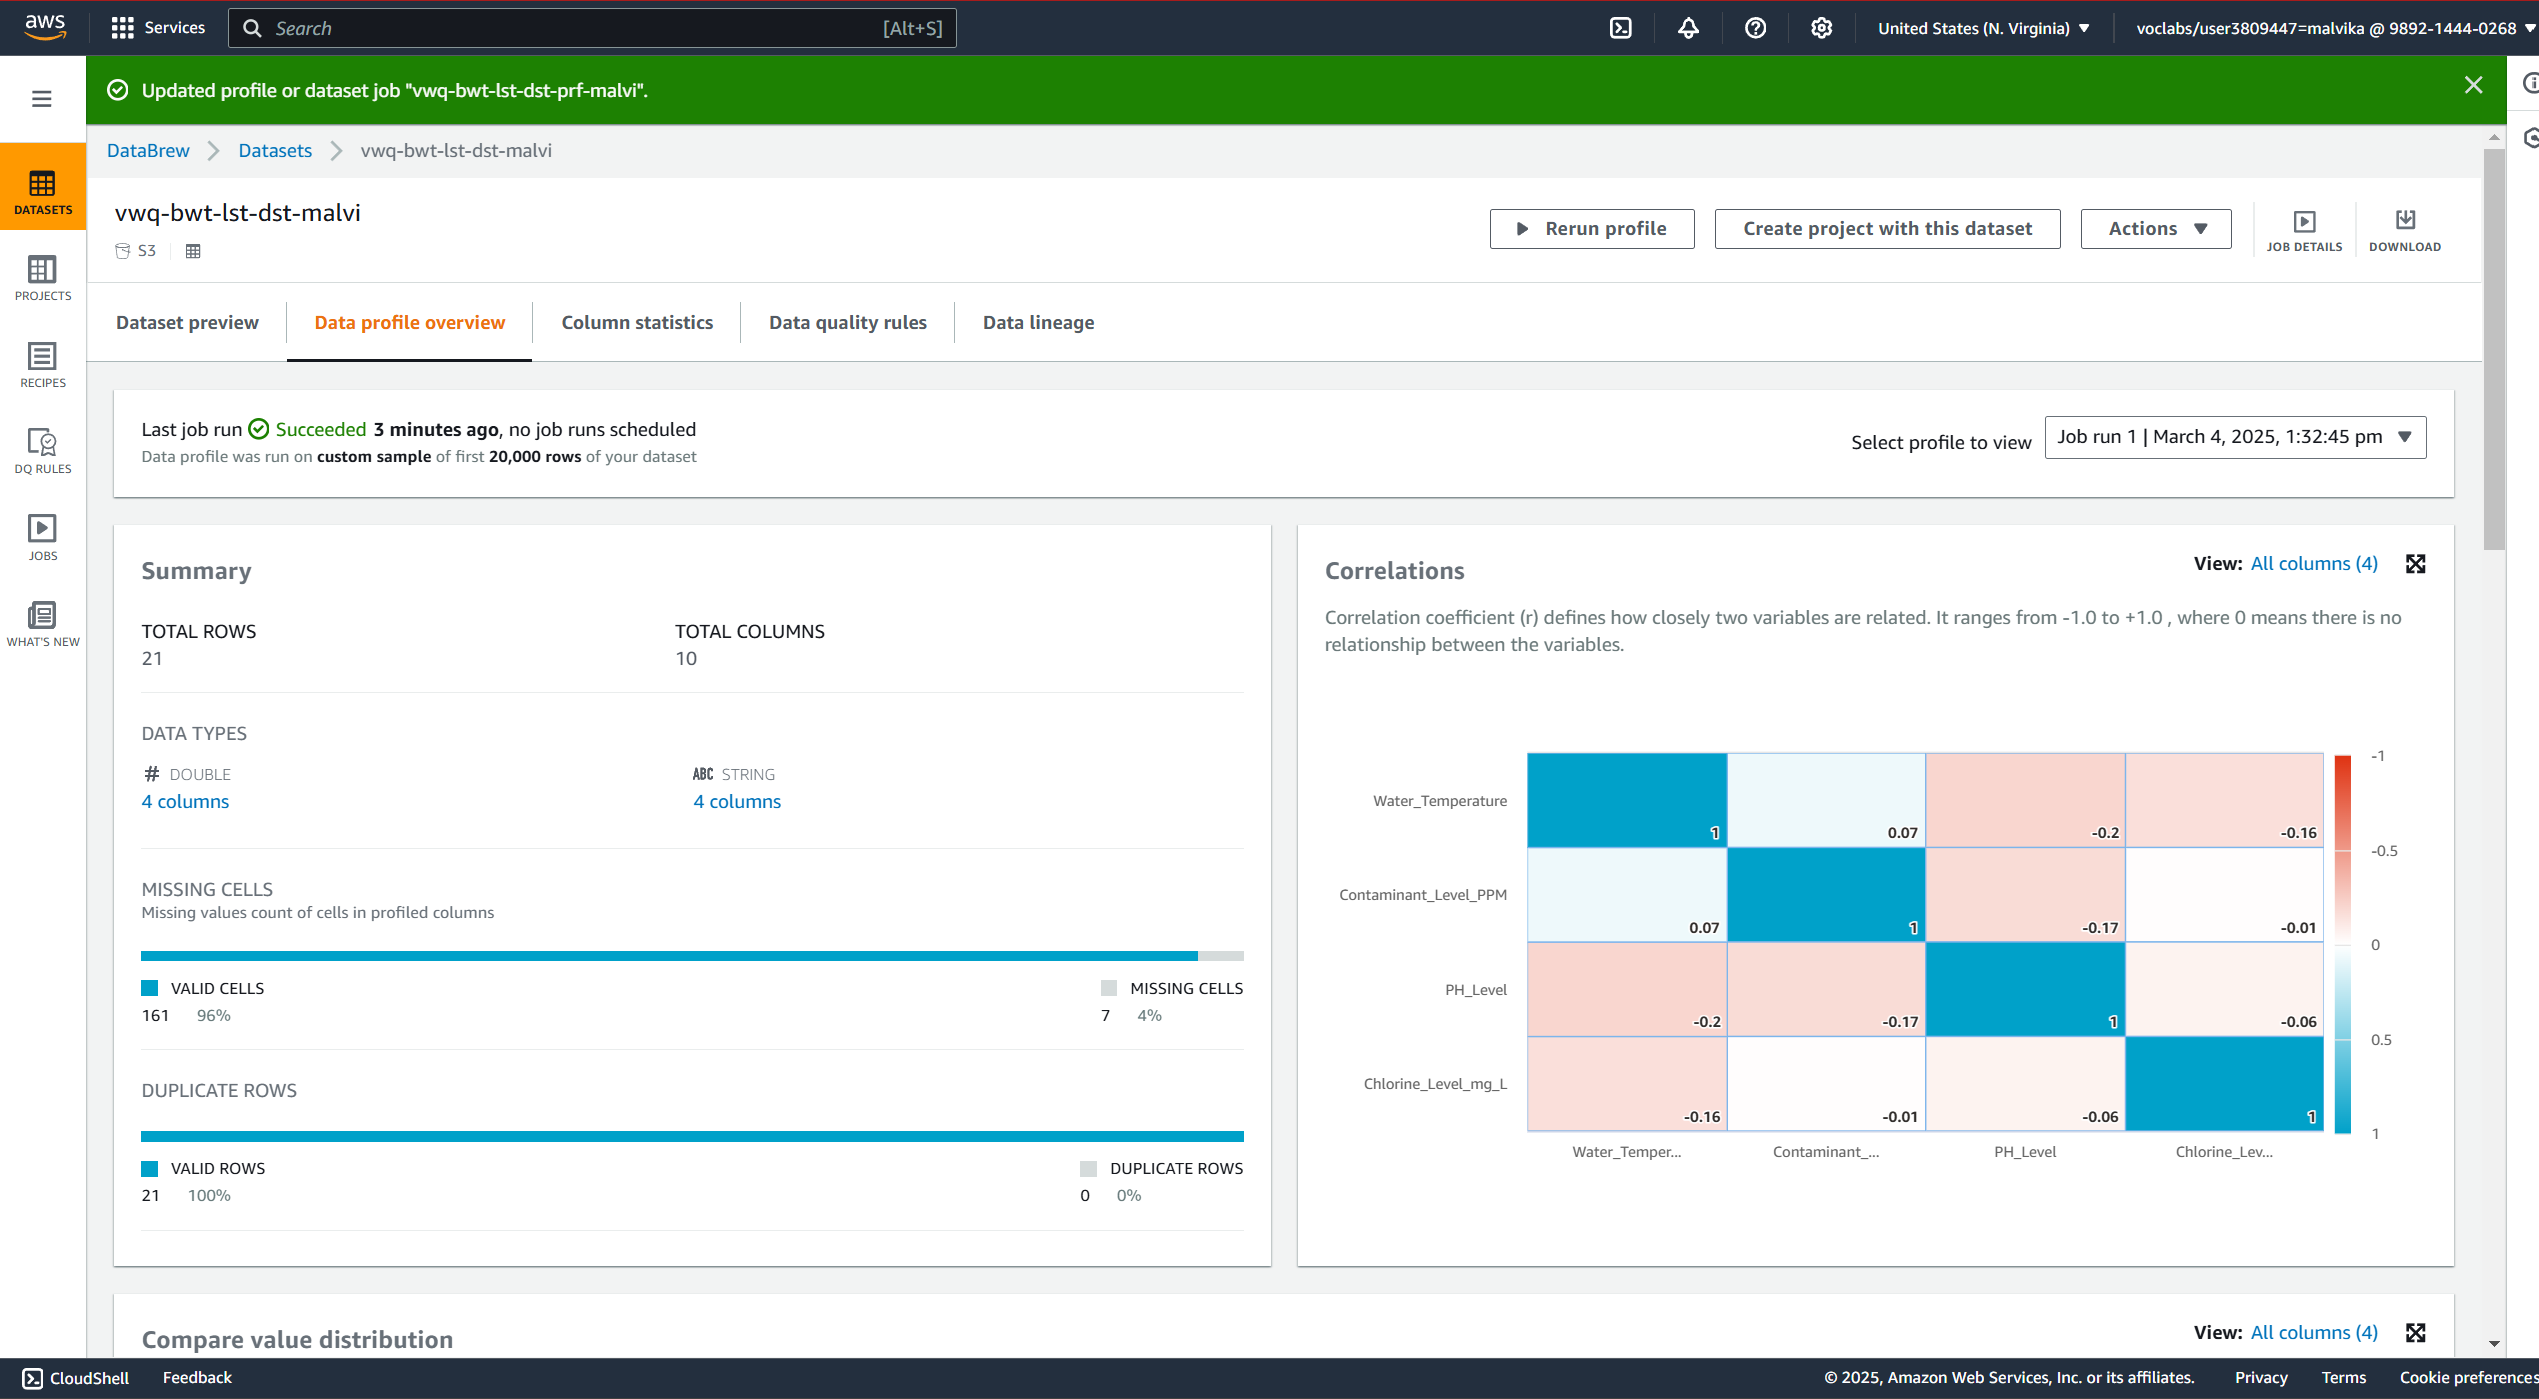 aws
Services
Search
[Alt+S]
United States (N. Virginia)
voclabs/user3809447=malvika @ 9892-1444-0268
Updated profile or dataset job "vwq-bwt-lst-dst-prf-malvi".
DataBrew
Datasets
vwq-bwt-lst-dst-malvi
DATASETS
PROJECTS
RECIPES
DQ RULES
JOBS
WHAT'S NEW
vwq-bwt-lst-dst-malvi
S3
Rerun profile
Create project with this dataset
Actions
JOB DETAILS
DOWNLOAD
Dataset preview
Data profile overview
Column statistics
Data quality rules
Data lineage
Last job run Succeeded 3 minutes ago, no job runs scheduled
Data profile was run on custom sample of first 20,000 rows of your dataset
Select profile to view
Job run 1 | March 4, 2025, 1:32:45 pm
Summary
TOTAL ROWS
21
TOTAL COLUMNS
10
DATA TYPES
# DOUBLE
4 columns
ABC STRING
4 columns
MISSING CELLS
Missing values count of cells in profiled columns
VALID CELLS
161 96%
MISSING CELLS
7 4%
DUPLICATE ROWS
VALID ROWS
21 100%
DUPLICATE ROWS
0 0%
Correlations
View: All columns (4)
Correlation coefficient (r) defines how closely two variables are related. It ranges from -1.0 to +1.0 , where 0 means there is no
relationship between the variables.
Water_Temperature
1 0.07 -0.2 -0.16
Contaminant_Level_PPM
0.07 1 -0.17 -0.01
PH_Level
-0.2 -0.17 1 -0.06
Chlorine_Level_mg_L
-0.16 -0.01 -0.06 1
Water_Temper...
Contaminant_...
PH_Level
Chlorine_Lev...
-1
-0.5
0
0.5
1
Compare value distribution
View: All columns (4)
CloudShell
Feedback
© 2025, Amazon Web Services, Inc. or its affiliates.
Privacy
Terms
Cookie preferences